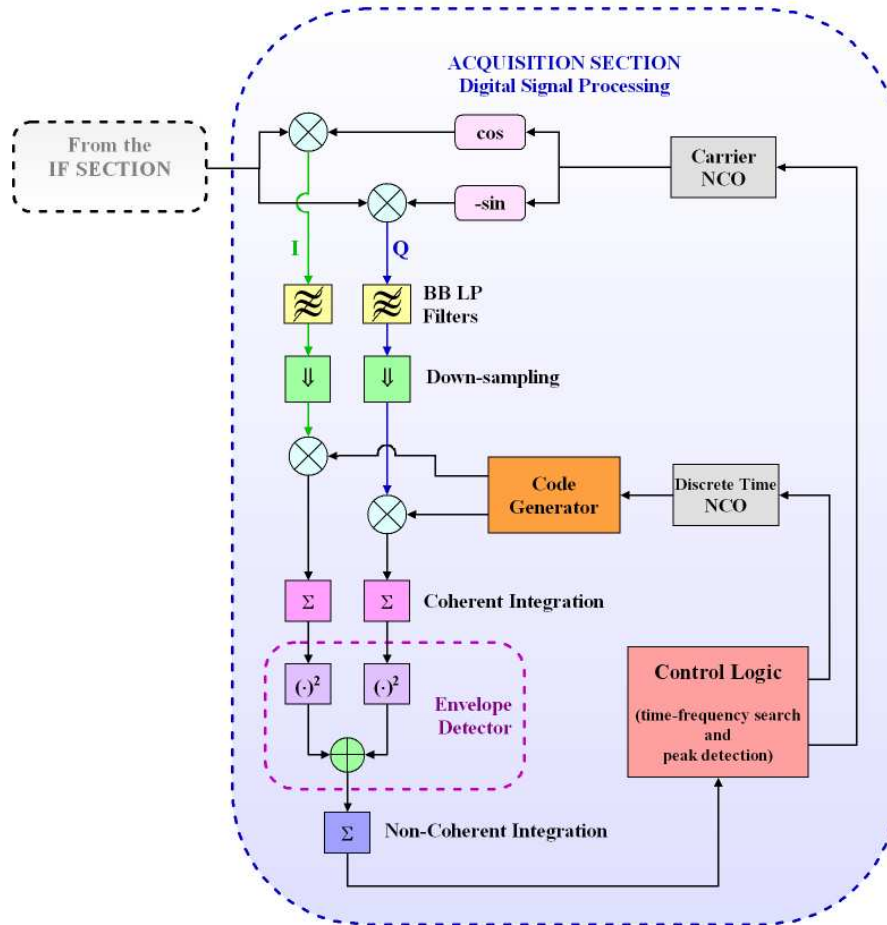 ACQUISITION SECTION
Digital Signal Processing
From the
IF SECTION
cos
Carrier
NCO
-sin
I
Q
BB LP
Filters
⇓
⇓
Down-sampling
Code
Generator
Discrete Time
NCO
Σ
Σ
Coherent Integration
(·)²
(·)²
Envelope
Detector
Control Logic
(time-frequency search
and
peak detection)
Σ
Non-Coherent Integration